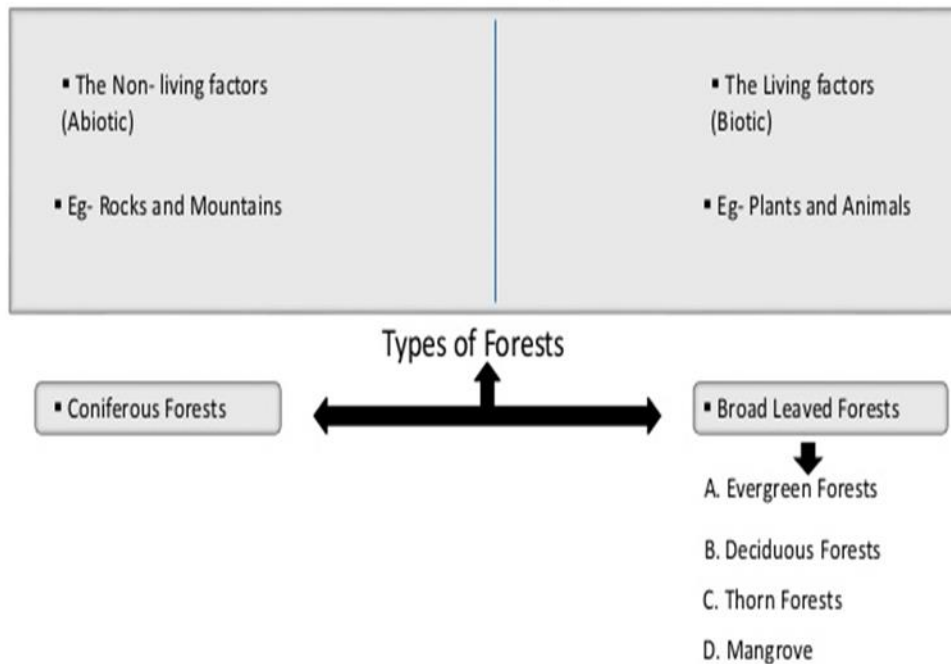 ▪ The Non- living factors
(Abiotic)
▪ Eg- Rocks and Mountains
▪ The Living factors
(Biotic)
▪ Eg- Plants and Animals
Types of Forests
▪ Coniferous Forests
▪ Broad Leaved Forests
A. Evergreen Forests
B. Deciduous Forests
C. Thorn Forests
D. Mangrove